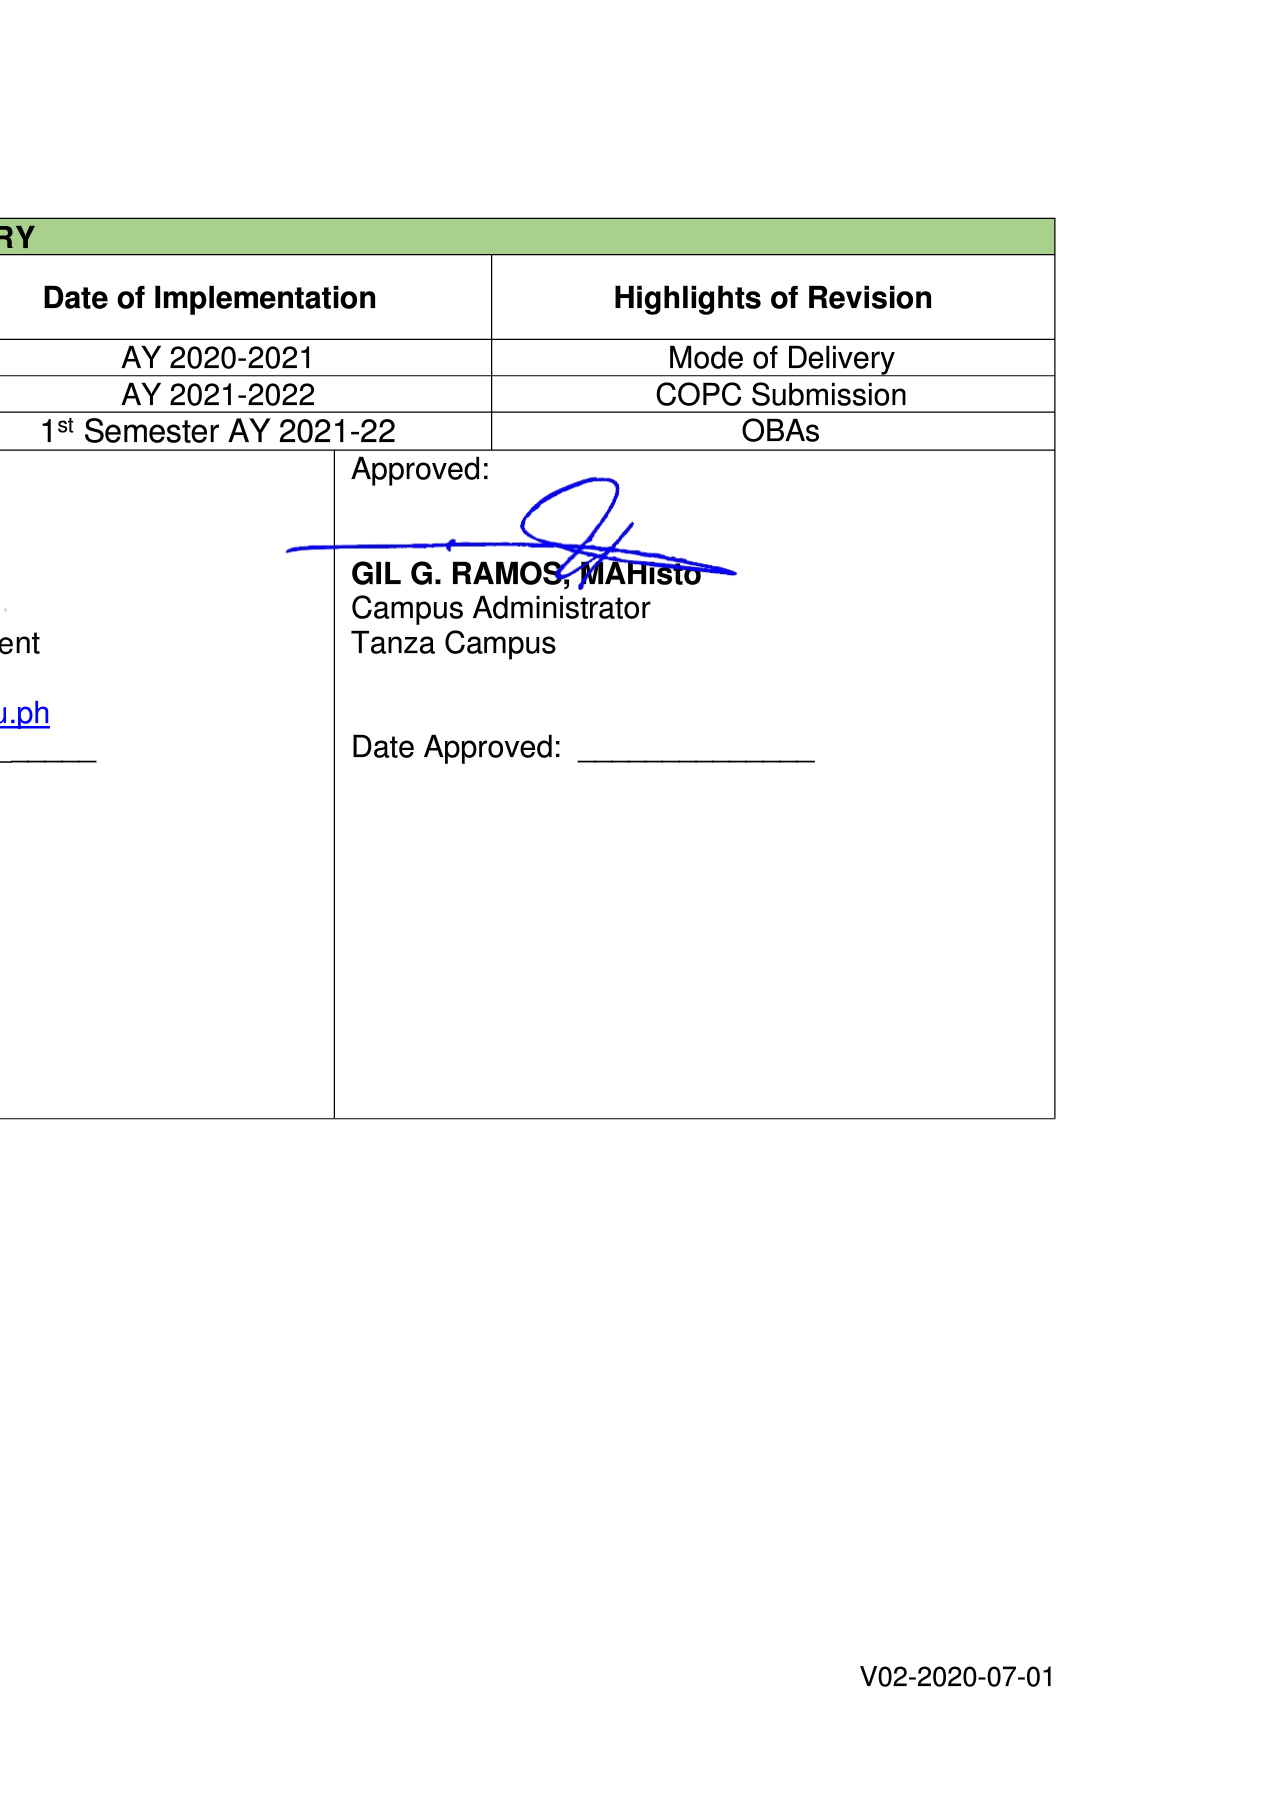 RY
Date of Implementation Highlights of Revision
AY 2020-2021 Mode of Delivery
AY 2021-2022 COPC Submission
1st Semester AY 2021-22 OBAs
Approved:
GIL G. RAMOS, MAHisto
Campus Administrator
ent Tanza Campus
u.ph
______ Date Approved: ______________
V02-2020-07-01